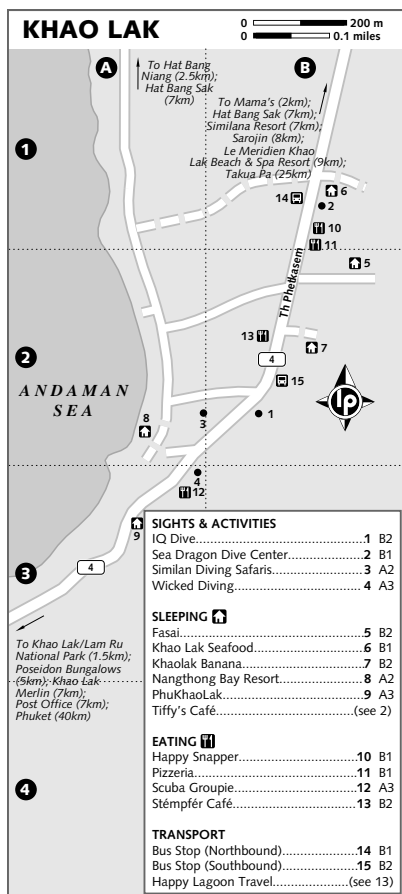 KHAO LAK
0 200 m
0 0.1 miles
A
B
To Hat Bang
Niang (2.5km);
Hat Bang Sak
(7km)
To Mama's (2km);
Hat Bang Sak (7km);
Similana Resort (7km);
Sarojin (8km);
Le Meridien Khao
Lak Beach & Spa Resort (9km);
Takua Pa (25km)
1
6
14
2
10
11
5
Th Phetkasem
13
7
4
2
15
lp
ANDAMAN
SEA
8
3
1
4
12
9
3
4
To Khao Lak/Lam Ru
National Park (1.5km);
Poseidon Bungalows
(5km); Khao Lak
Merlin (7km);
Post Office (7km);
Phuket (40km)
4
SIGHTS & ACTIVITIES
IQ Dive.......................................1 B2
Sea Dragon Dive Center................2 B1
Similan Diving Safaris...................3 A2
Wicked Diving.............................4 A3
SLEEPING
Fasai..........................................5 B2
Khao Lak Seafood........................6 B1
Khaolak Banana..........................7 B2
Nangthong Bay Resort.................8 A2
PhuKhaoLak................................9 A3
Tiffy's Café............................(see 2)
EATING
Happy Snapper..........................10 B1
Pizzeria.....................................11 B1
Scuba Groupie...........................12 A3
Stémpfér Café...........................13 B2
TRANSPORT
Bus Stop (Northbound)...............14 B1
Bus Stop (Southbound)...............15 B2
Happy Lagoon Travel...............(see 13)